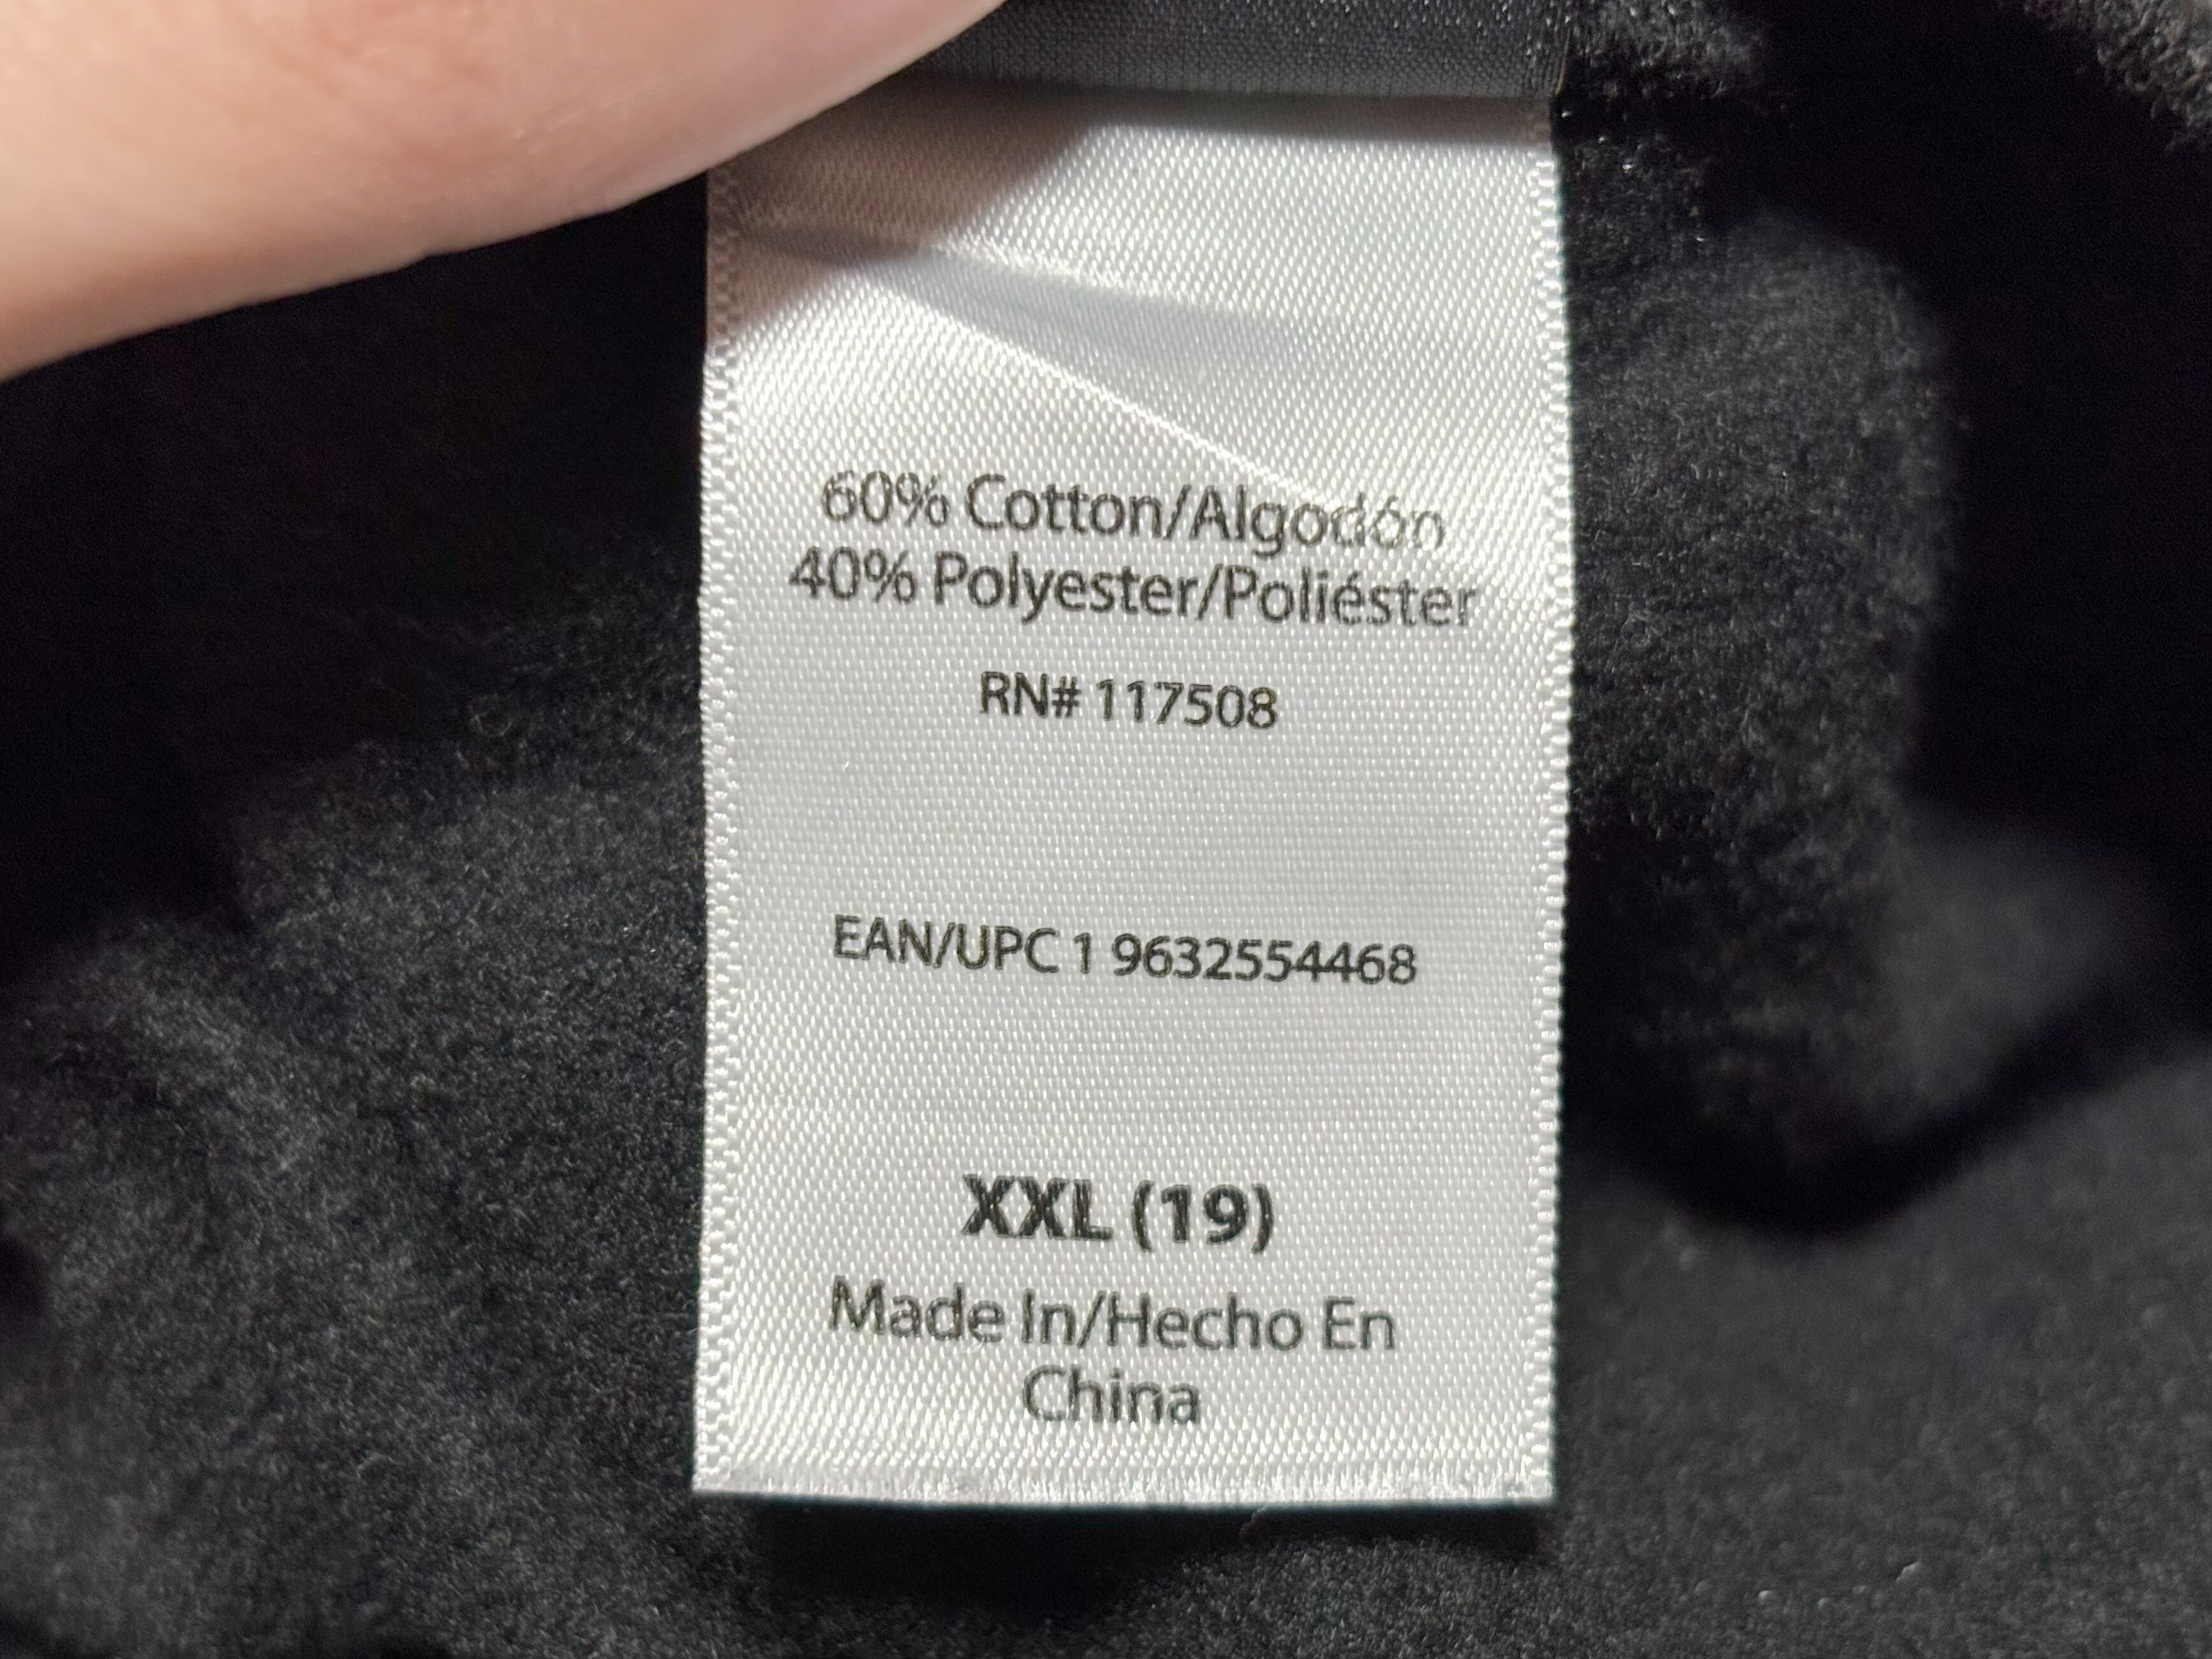 60% Cotton/Algodón
40% Polyester/Poliéster
RN# 117508
EAN/UPC 1 9632554468
XXL (19)
Made In/Hecho En
China